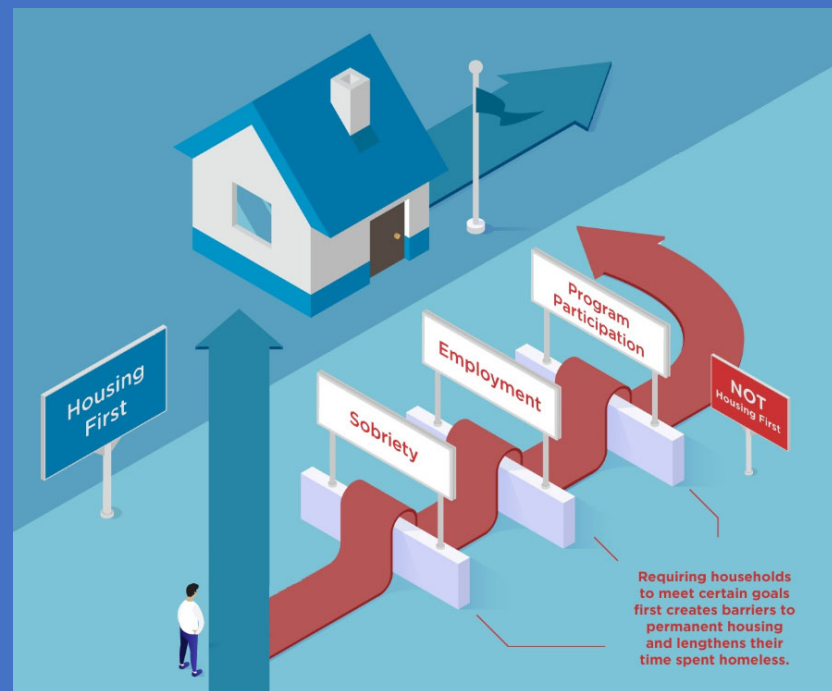 Housing
First
Sobriety
Employment
Program
Participation
NOT
Housing First
Requiring households
to meet certain goals
first creates barriers to
permanent housing
and lengthens their
time spent homeless.